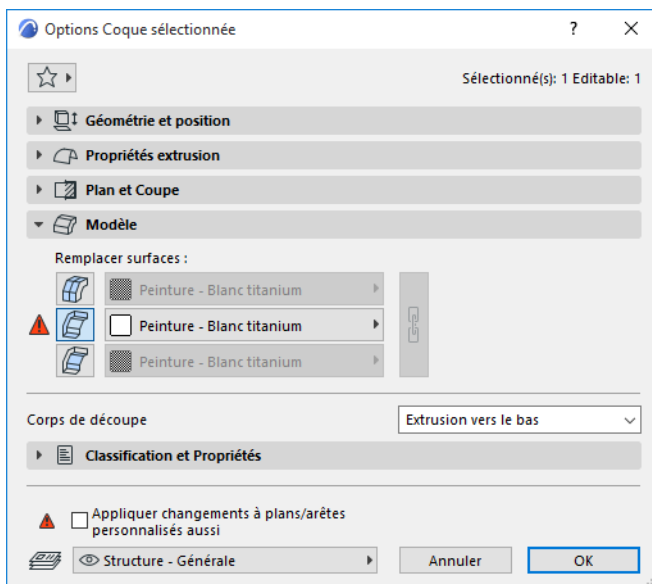 Options Coque sélectionnée
Sélectionné(s): 1 Editable: 1
Géométrie et position
Propriétés extrusion
Plan et Coupe
Modèle
Remplacer surfaces :
Peinture - Blanc titanium
Peinture - Blanc titanium
Peinture - Blanc titanium
Corps de découpe
Extrusion vers le bas
Classification et Propriétés
Appliquer changements à plans/arêtes
personnalisés aussi
Structure - Générale
Annuler
OK